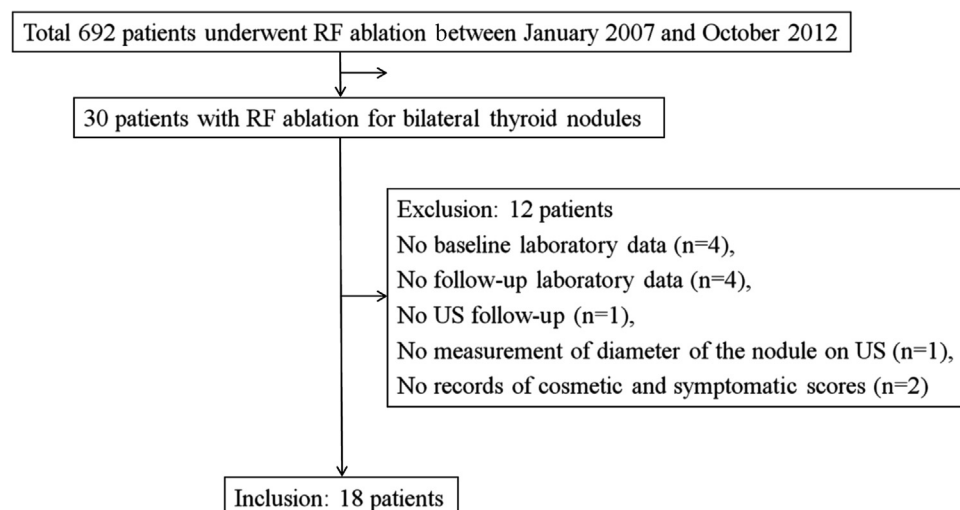 Total 692 patients underwent RF ablation between January 2007 and October 2012
30 patients with RF ablation for bilateral thyroid nodules
Exclusion: 12 patients
No baseline laboratory data (n=4),
No follow-up laboratory data (n=4),
No US follow-up (n=1),
No measurement of diameter of the nodule on US (n=1),
No records of cosmetic and symptomatic scores (n=2)
Inclusion: 18 patients